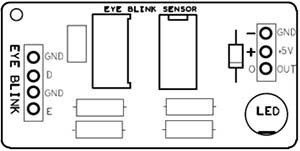 EYE BLINK SENSOR
EYE BLINK
GND
D
GND
E
- GND
+ +5V
O OUT
LED